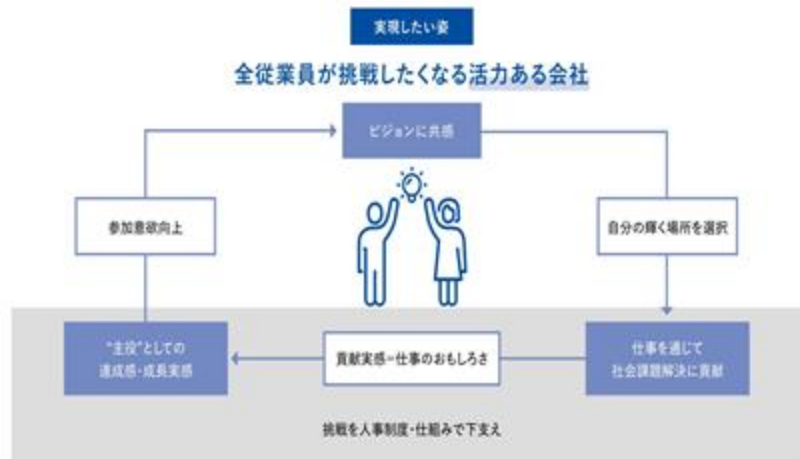 実現したい姿
全従業員が挑戦したくなる活力ある会社
ビジョンに共感
参加意欲向上
自分の輝く場所を選択
“主役”としての
達成感・成長実感
貢献実感=仕事のおもしろさ
仕事を通じて
社会課題解決に貢献
挑戦を人事制度・仕組みで下支え